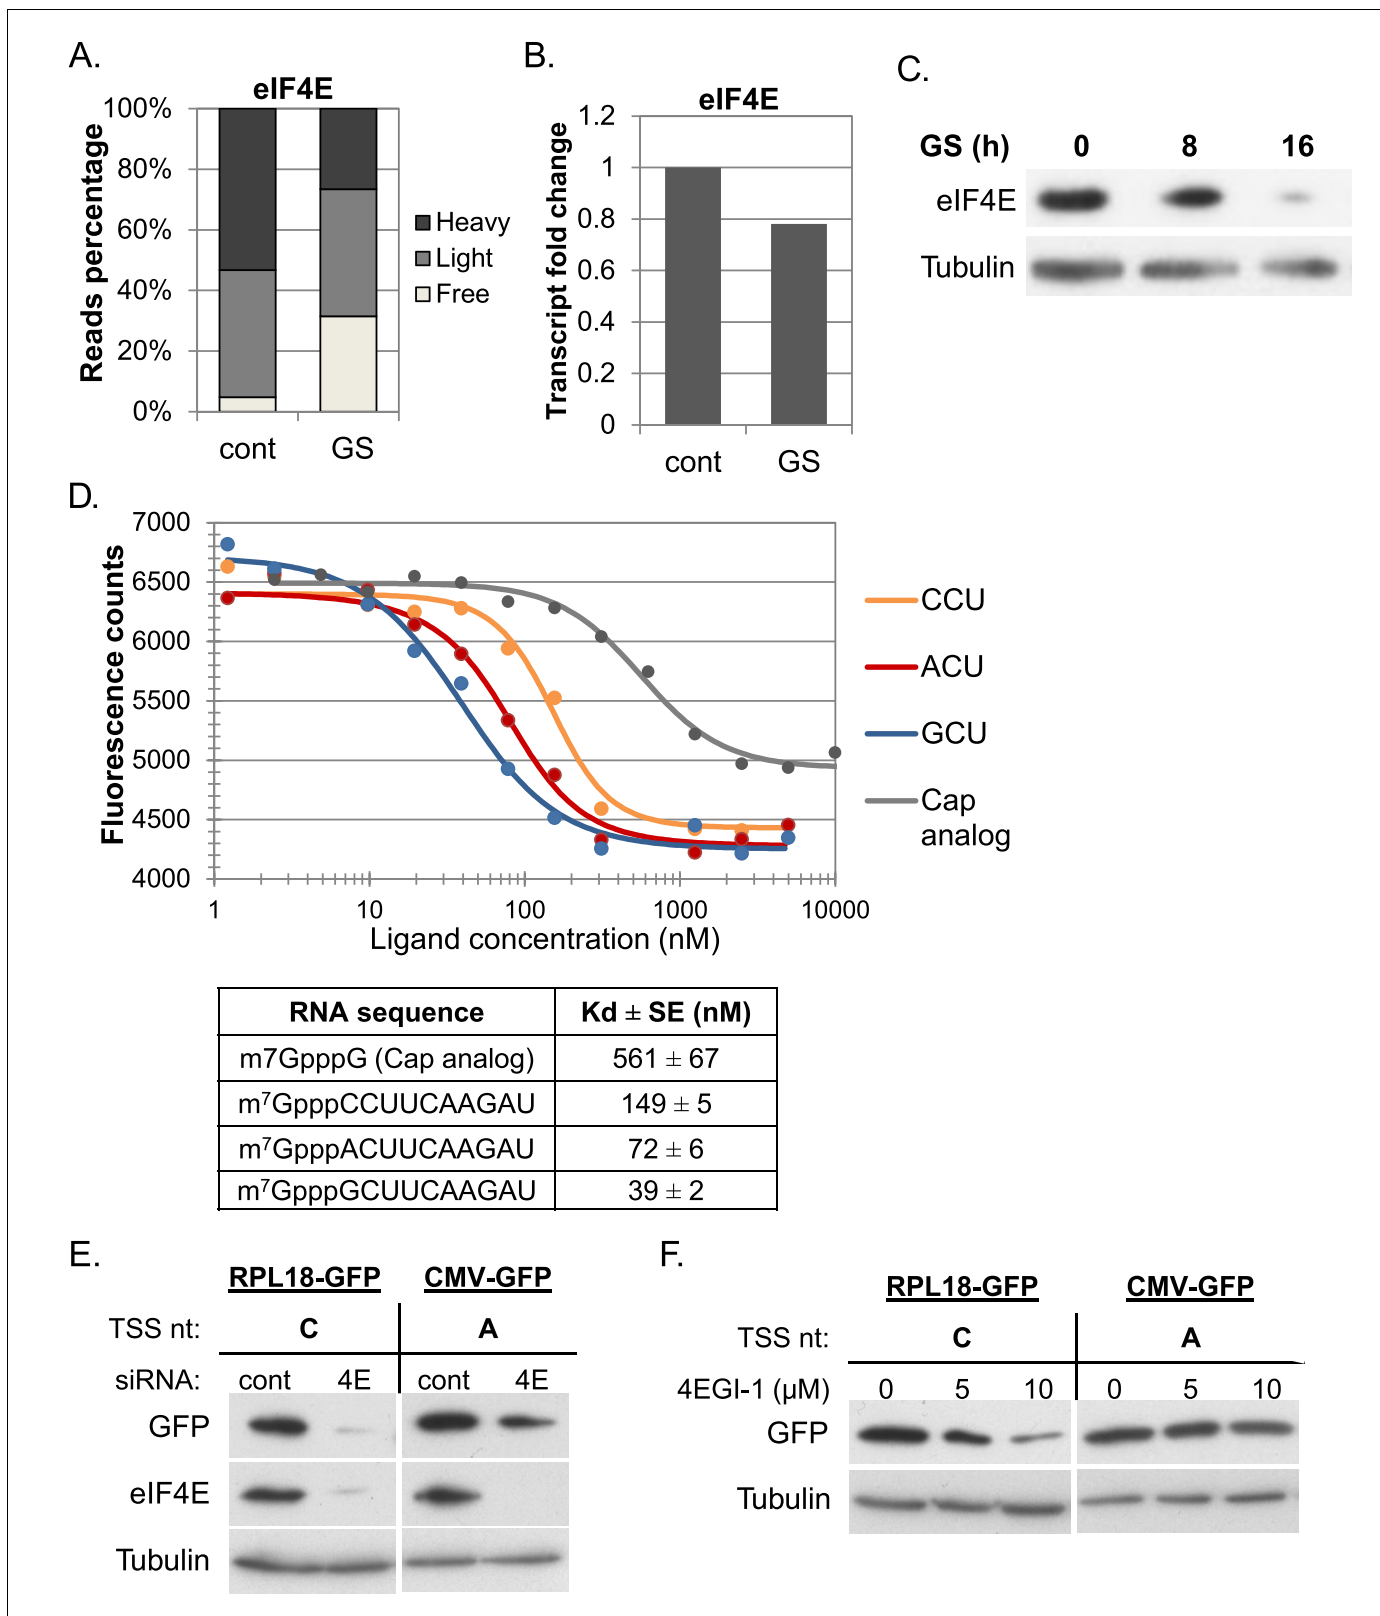 A.
eIF4E
Reads percentage
100%
80%
60%
40%
20%
0%
cont GS
Heavy
Light
Free
B.
eIF4E
Transcript fold change
1.2
1
0.8
0.6
0.4
0.2
0
cont GS
C.
GS (h) 0 8 16
eIF4E
Tubulin
D.
Fluorescence counts
7000
6500
6000
5500
5000
4500
4000
1 10 100 1000 10000
Ligand concentration (nM)
CCU
ACU
GCU
Cap
analog
RNA sequence Kd ± SE (nM)
m7GpppG (Cap analog) 561 ± 67
m⁷GpppCCUUCAAGAU 149 ± 5
m⁷GpppACUUCAAGAU 72 ± 6
m⁷GpppGCUUCAAGAU 39 ± 2
E.
RPL18-GFP CMV-GFP
TSS nt: C A
siRNA: cont 4E cont 4E
GFP
eIF4E
Tubulin
F.
RPL18-GFP CMV-GFP
TSS nt: C A
4EGI-1 (µM) 0 5 10 0 5 10
GFP
Tubulin